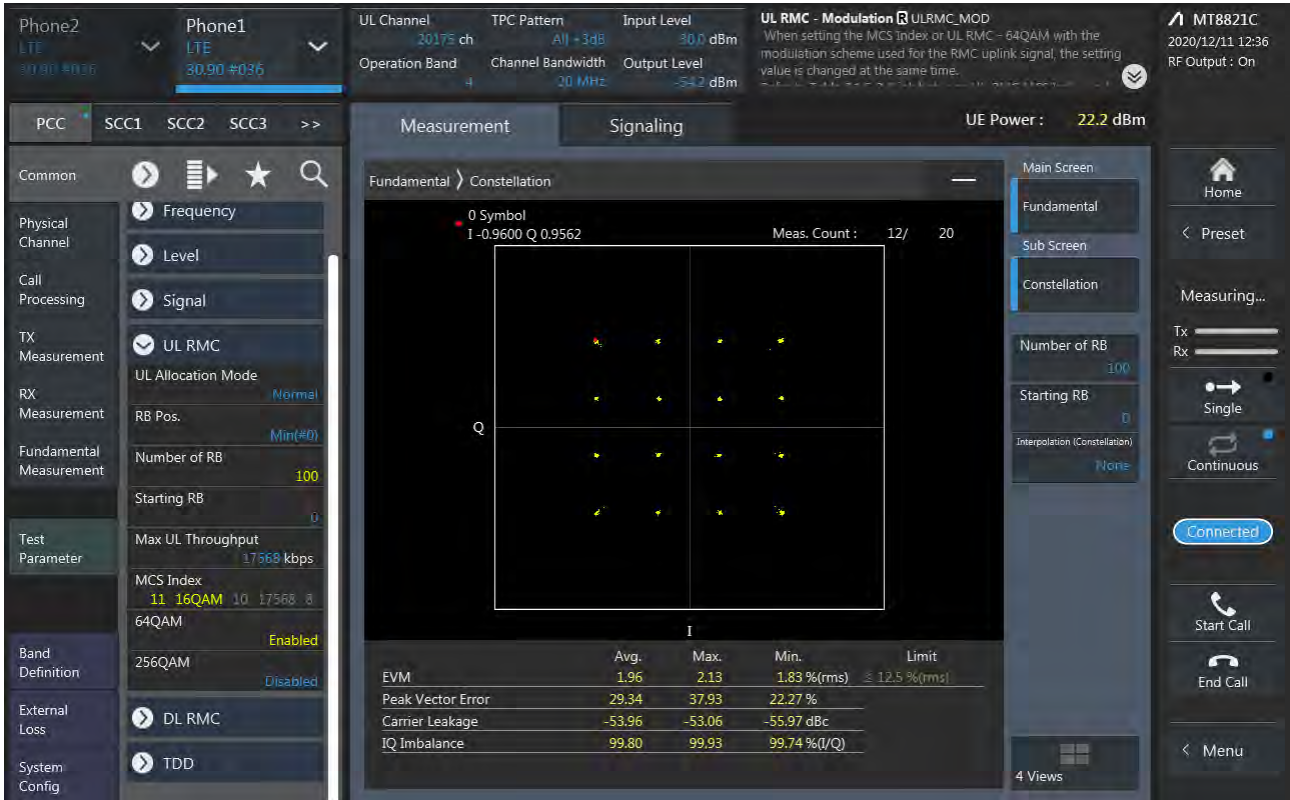 Phone2
LTE
30.90 #036
Phone1
LTE
30.90 #036
UL Channel
20175 ch
Operation Band
4
TPC Pattern
All +3dB
Channel Bandwidth
20 MHz
Input Level
30.0 dBm
Output Level
-54.2 dBm
UL RMC - Modulation R ULRMC_MOD
When setting the MCS Index or UL RMC - 64QAM with the
modulation scheme used for the RMC uplink signal, the setting
value is changed at the same time.
MT8821C
2020/12/11 12:36
RF Output : On
PCC SCC1 SCC2 SCC3 >>
Measurement
Signaling
UE Power : 22.2 dBm
Common
Physical
Channel
Call
Processing
TX
Measurement
RX
Measurement
Fundamental
Measurement
Test
Parameter
Band
Definition
External
Loss
System
Config
Frequency
Level
Signal
UL RMC
UL Allocation Mode
Normal
RB Pos.
Min(#0)
Number of RB
100
Starting RB
0
Max UL Throughput
17568 kbps
MCS Index
11 16QAM 10 17568 8
64QAM
Enabled
256QAM
Disabled
DL RMC
TDD
Fundamental 〉 Constellation
0 Symbol
I -0.9600 Q 0.9562
Meas. Count : 12/ 20
Q
I
Avg. Max. Min. Limit
EVM 1.96 2.13 1.83 %(rms) ≤ 12.5 %(rms)
Peak Vector Error 29.34 37.93 22.27 %
Carrier Leakage -53.96 -53.06 -55.97 dBc
IQ Imbalance 99.80 99.93 99.74 %(I/Q)
Main Screen
Fundamental
Sub Screen
Constellation
Number of RB
100
Starting RB
0
Interpolation (Constellation)
None
4 Views
Home
< Preset
Measuring...
Tx
Rx
Single
Continuous
Connected
Start Call
End Call
< Menu